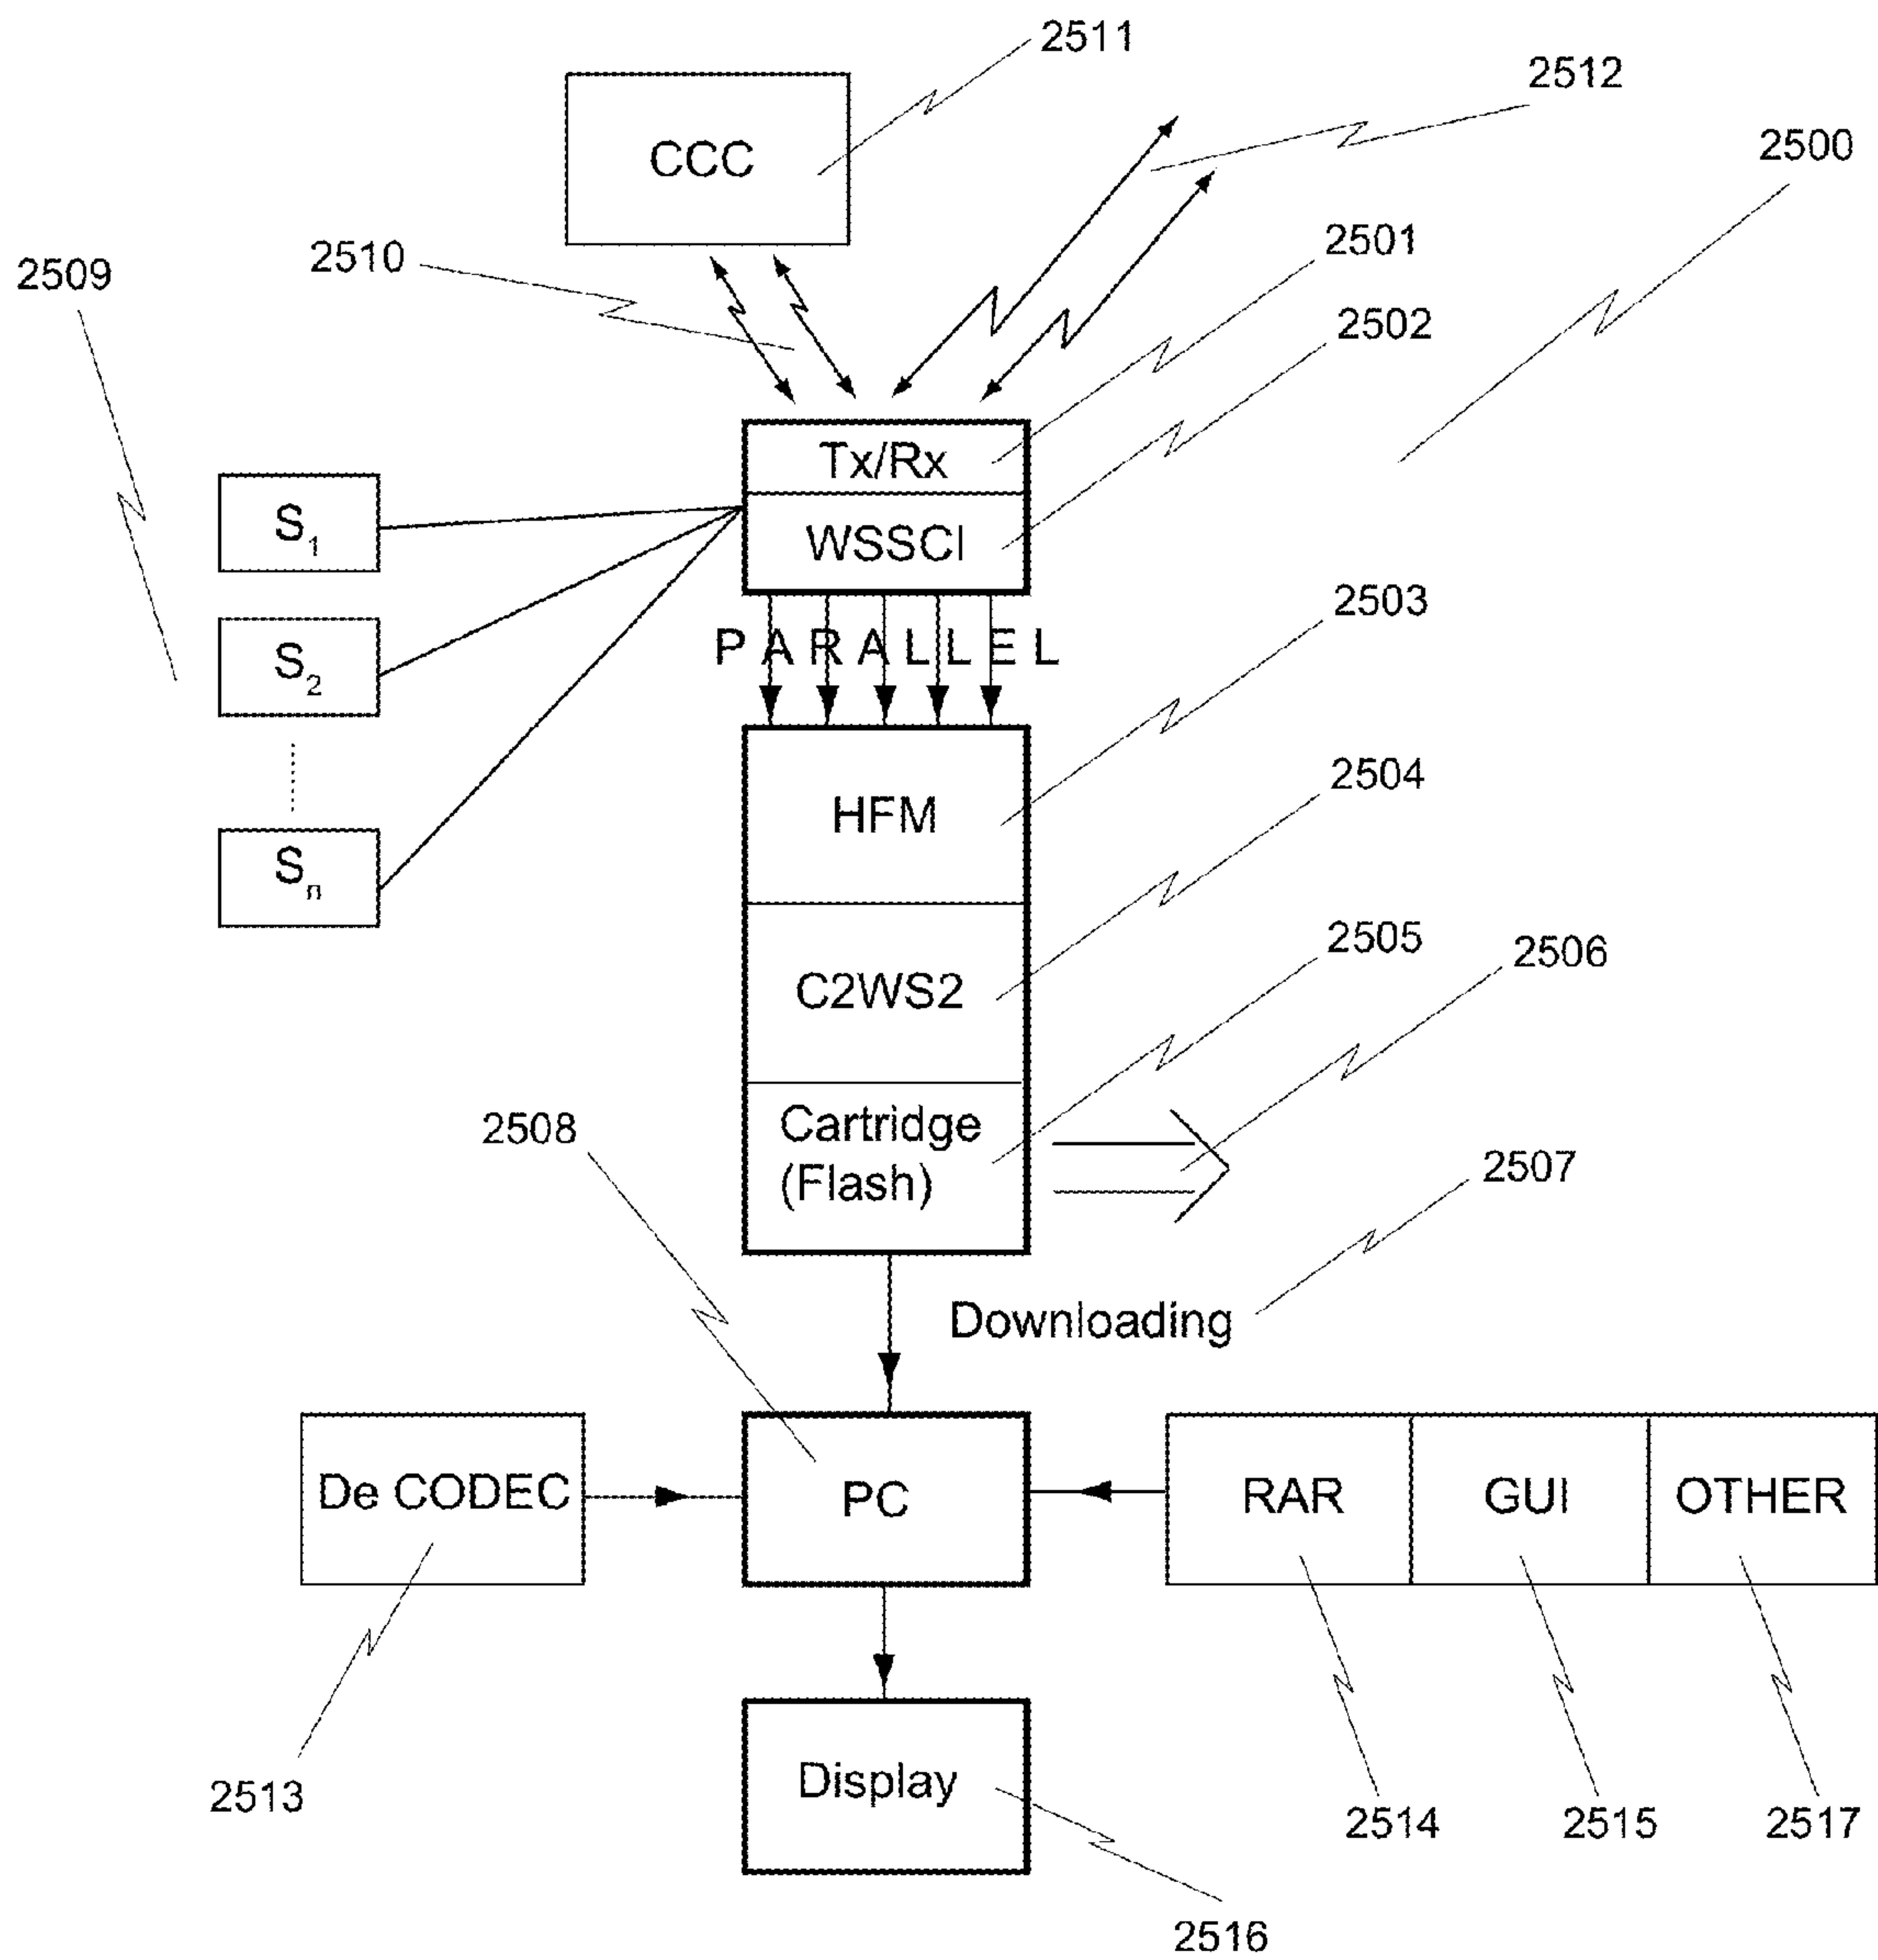 2511
2512
2500
CCC
2510
2501
2509
2502
Tx/Rx
S1
WSSCI
2503
PARALLEL
S2
2504
HFM
Sn
2505
2506
C2WS2
2508
Cartridge
(Flash)
2507
Downloading
De CODEC
PC
RAR
GUI
OTHER
2513
Display
2514
2515
2517
2516